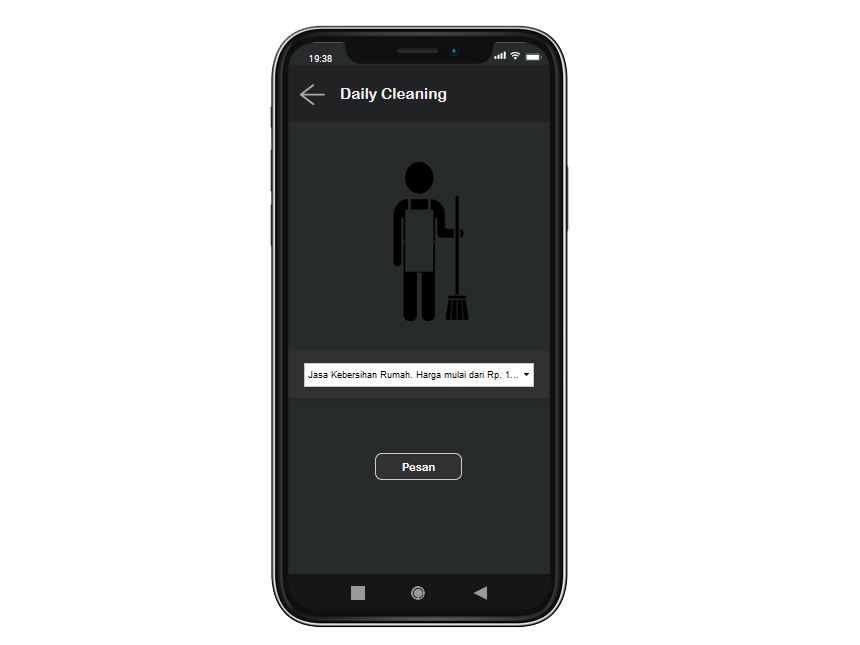 19:38
Daily Cleaning
Jasa Kebersihan Rumah. Harga mulai dari Rp. 1...
Pesan